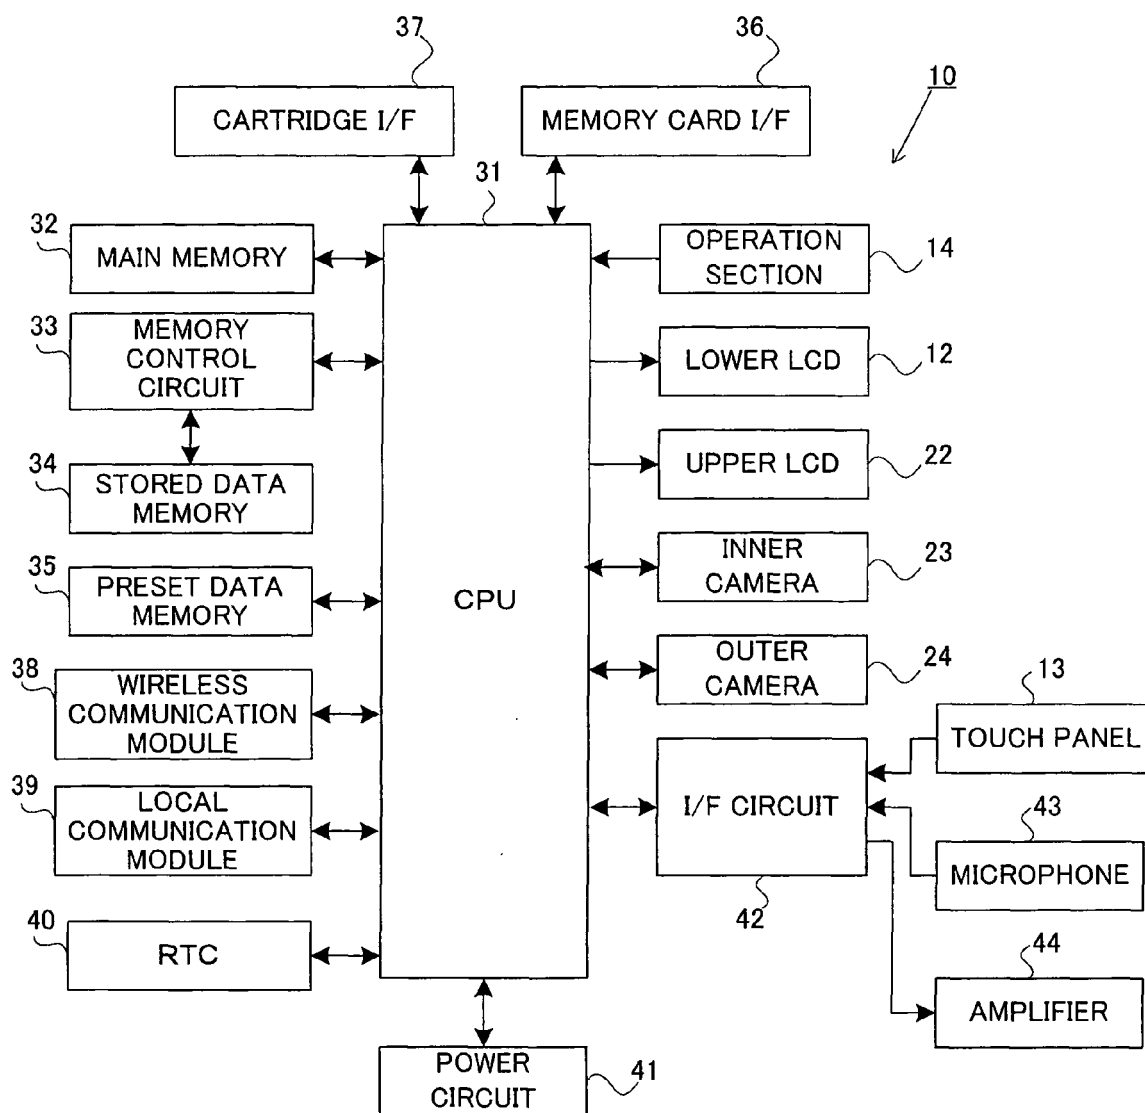 37
36
10
CARTRIDGE I/F
MEMORY CARD I/F
31
32
MAIN MEMORY
OPERATION
SECTION
14
33
MEMORY
CONTROL
CIRCUIT
LOWER LCD
12
34
STORED DATA
MEMORY
UPPER LCD
22
35
PRESET DATA
MEMORY
CPU
INNER
CAMERA
23
38
WIRELESS
COMMUNICATION
MODULE
OUTER
CAMERA
24
13
TOUCH PANEL
39
LOCAL
COMMUNICATION
MODULE
I/F CIRCUIT
42
43
MICROPHONE
40
RTC
44
AMPLIFIER
POWER
CIRCUIT
41